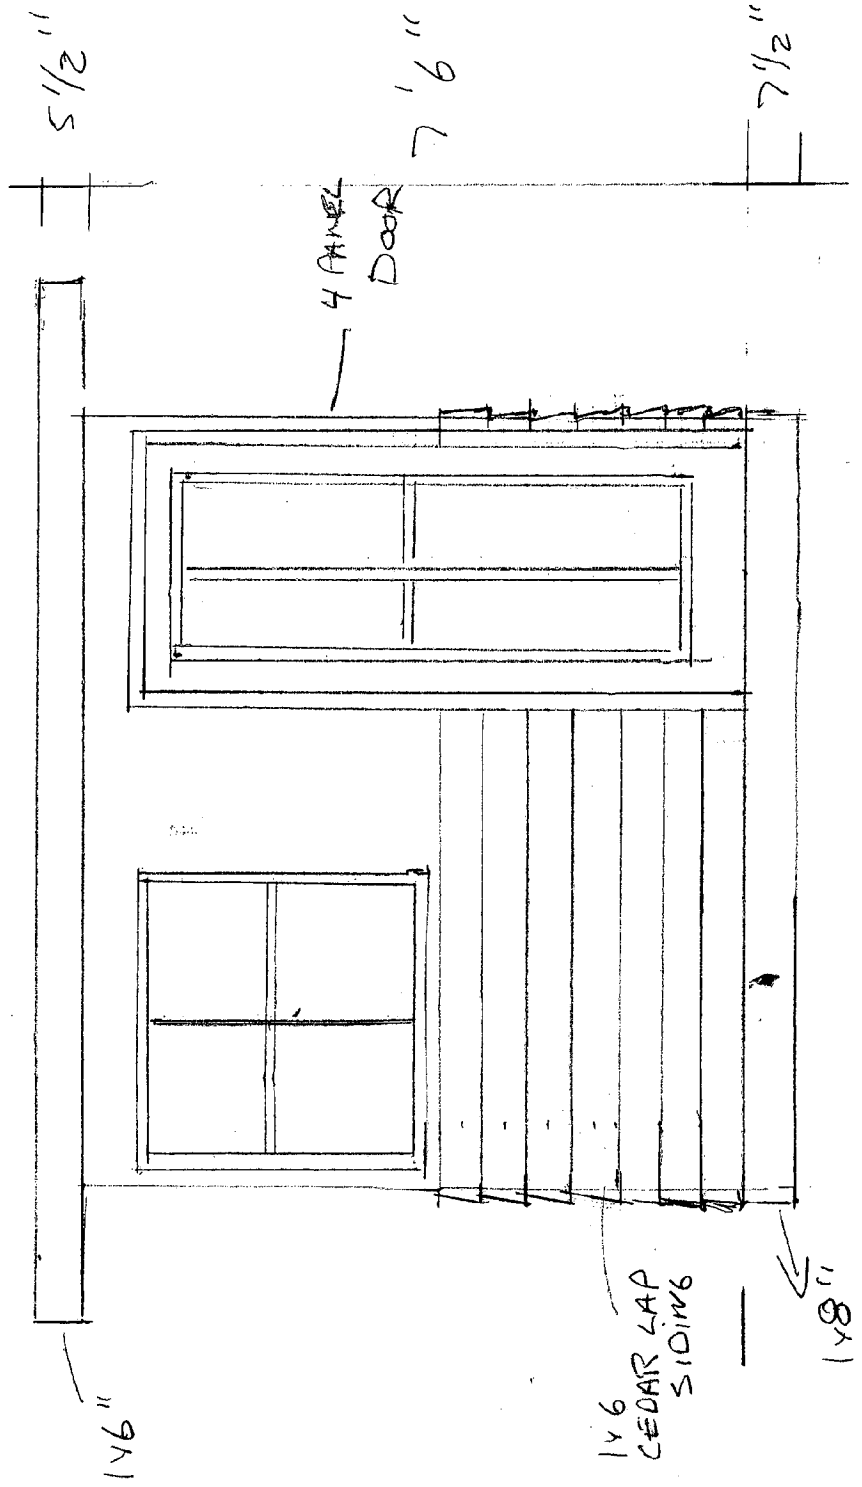 5 1/2"
7'6"
7 1/2"
4 PANEL
DOOR
1x6"
1x6
CEDAR LAP
SIDING
1x8"